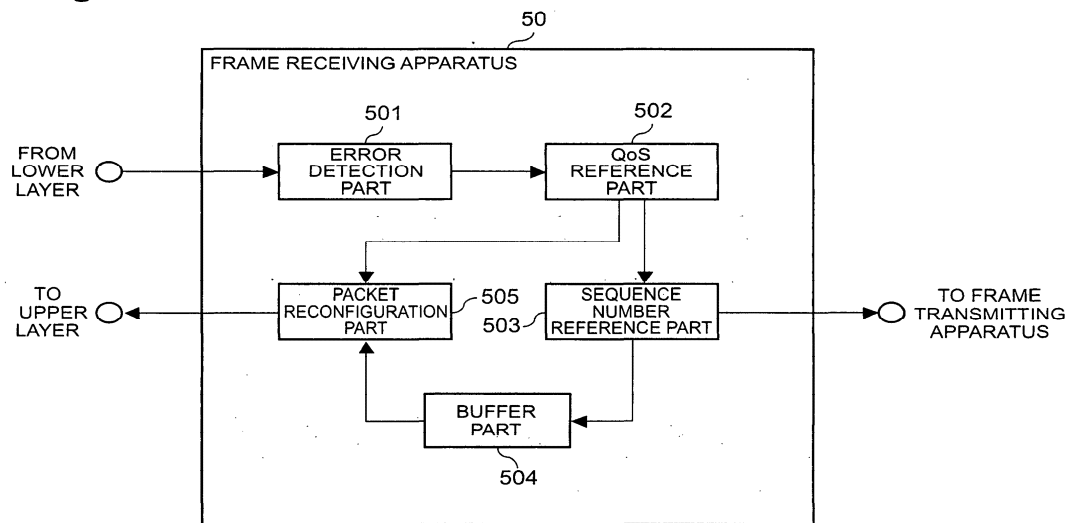 50
FRAME RECEIVING APPARATUS
501
502
FROM
LOWER
LAYER
ERROR
DETECTION
PART
QoS
REFERENCE
PART
TO
UPPER
LAYER
PACKET
RECONFIGURATION
PART
505
503
SEQUENCE
NUMBER
REFERENCE PART
TO FRAME
TRANSMITTING
APPARATUS
BUFFER
PART
504